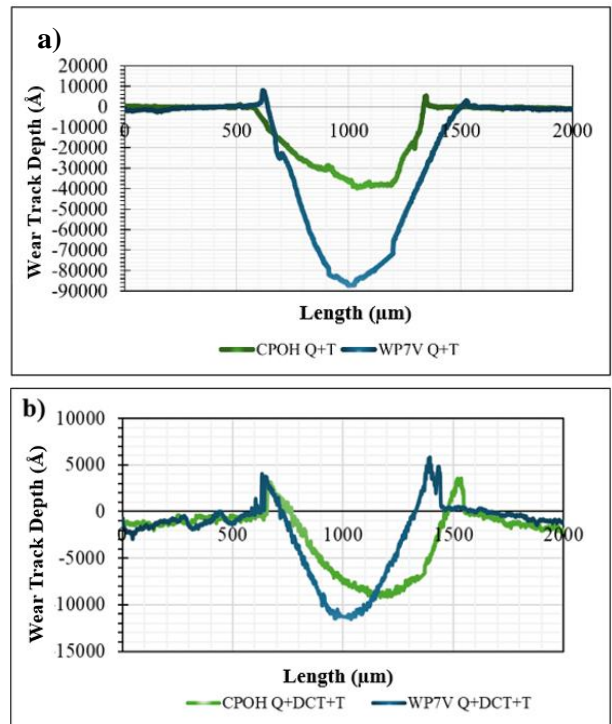 a)
20000
10000
0
-10000
-20000
-30000
-40000
-50000
-60000
-70000
-80000
-90000
Wear Track Depth (Å)
0 500 1000 1500 2000
Length (µm)
CPOH Q+T WP7V Q+T
b)
10000
5000
0
-5000
-10000
-15000
Wear Track Depth (Å)
0 500 1000 1500 2000
Length (µm)
CPOH Q+DCT+T WP7V Q+DCT+T